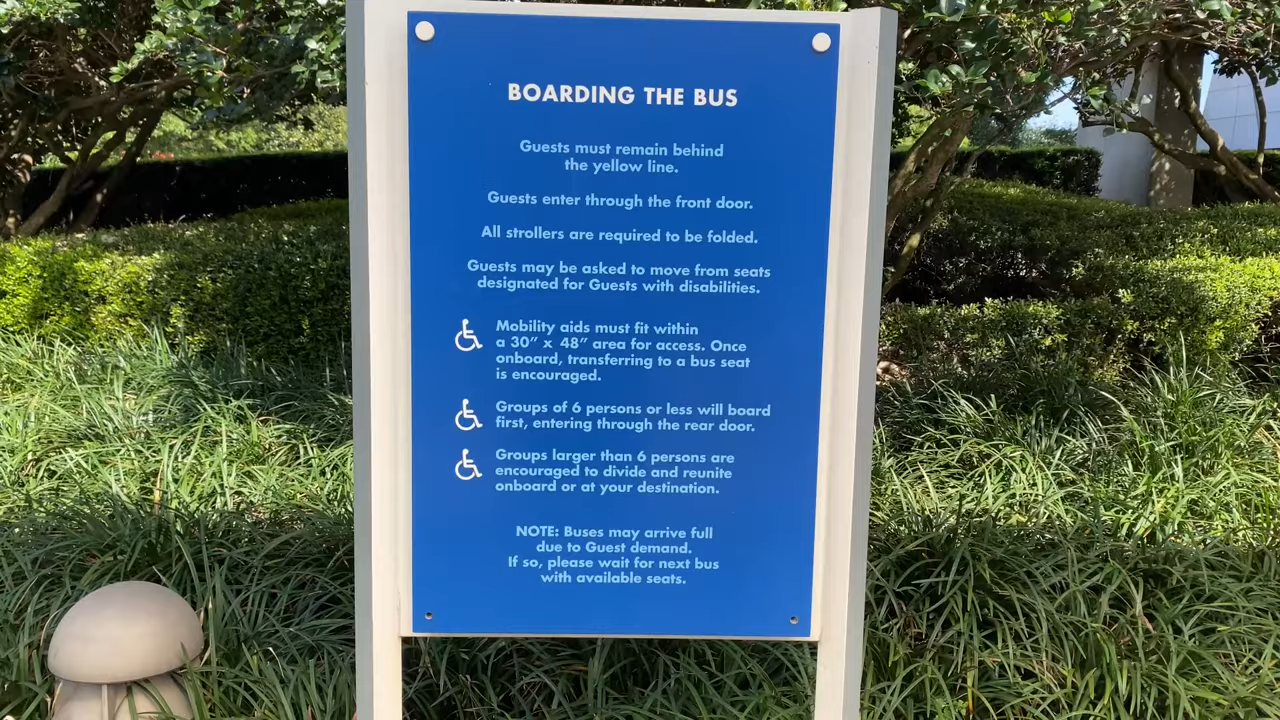 BOARDING THE BUS
Guests must remain behind
the yellow line.
Guests enter through the front door.
All strollers are required to be folded.
Guests may be asked to move from seats
designated for Guests with disabilities.
Mobility aids must fit within
a 30" x 48" area for access. Once
onboard, transferring to a bus seat
is encouraged.
Groups of 6 persons or less will board
first, entering through the rear door.
Groups larger than 6 persons are
encouraged to divide and reunite
onboard or at your destination.
NOTE: Buses may arrive full
due to Guest demand.
If so, please wait for next bus
with available seats.